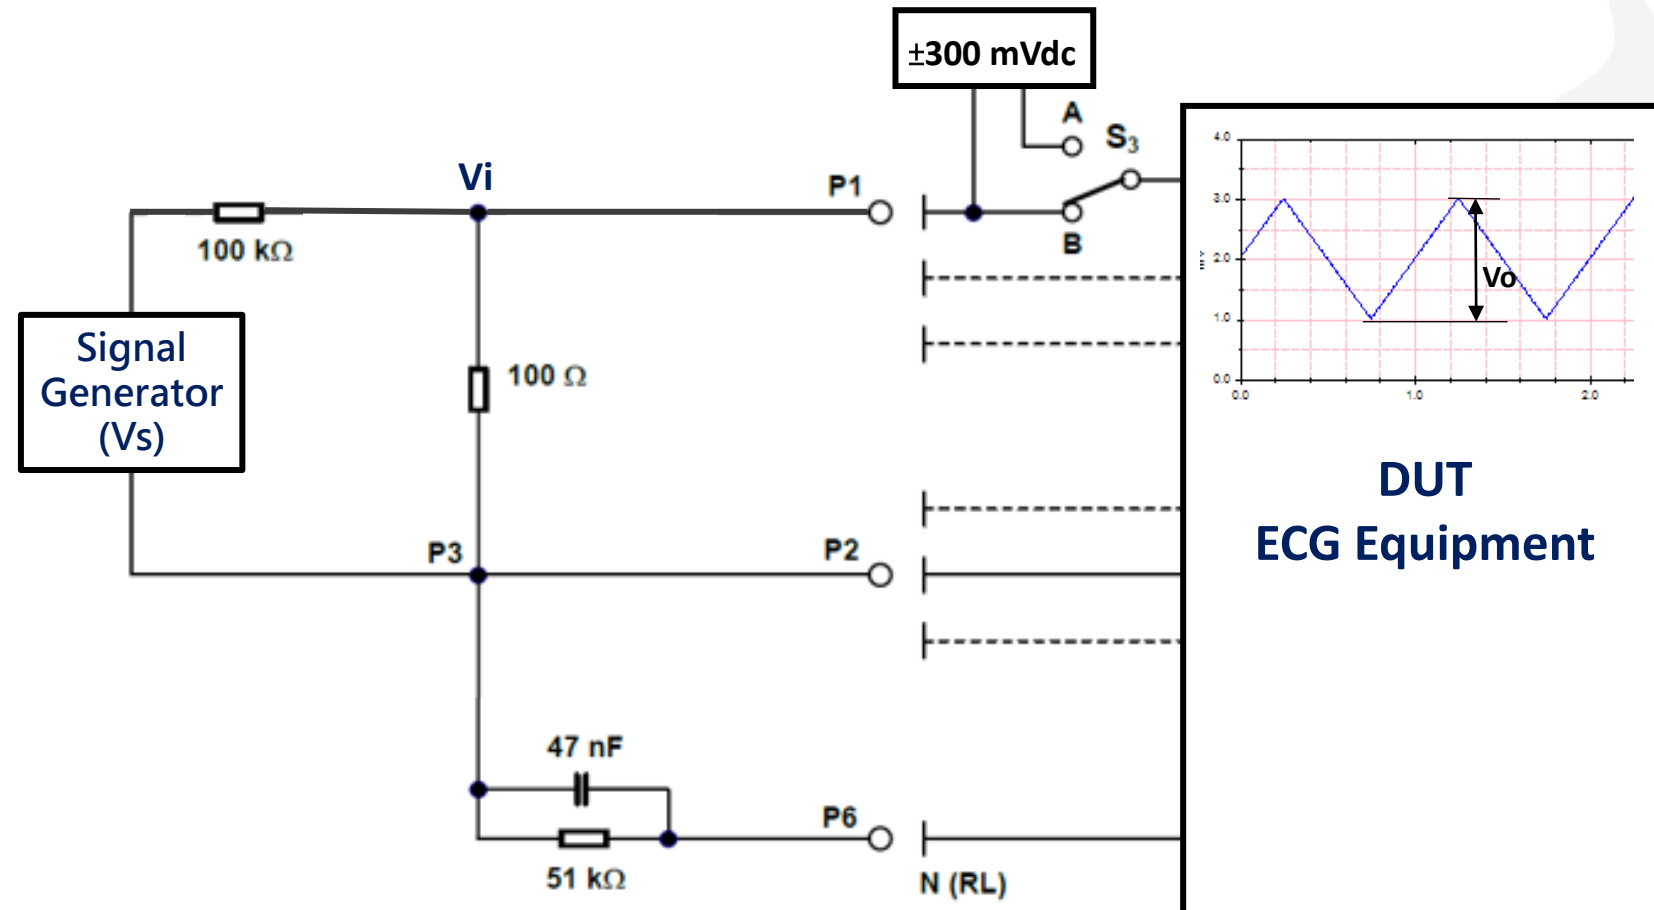 ±300 mVdc
A
S3
B
P1
Vi
100 kΩ
Signal
Generator
(Vs)
100 Ω
P3
P2
47 nF
51 kΩ
P6
N (RL)
4.0
3.0
2.0
1.0
0.0
0.0
1.0
2.0
Vo
DUT
ECG Equipment